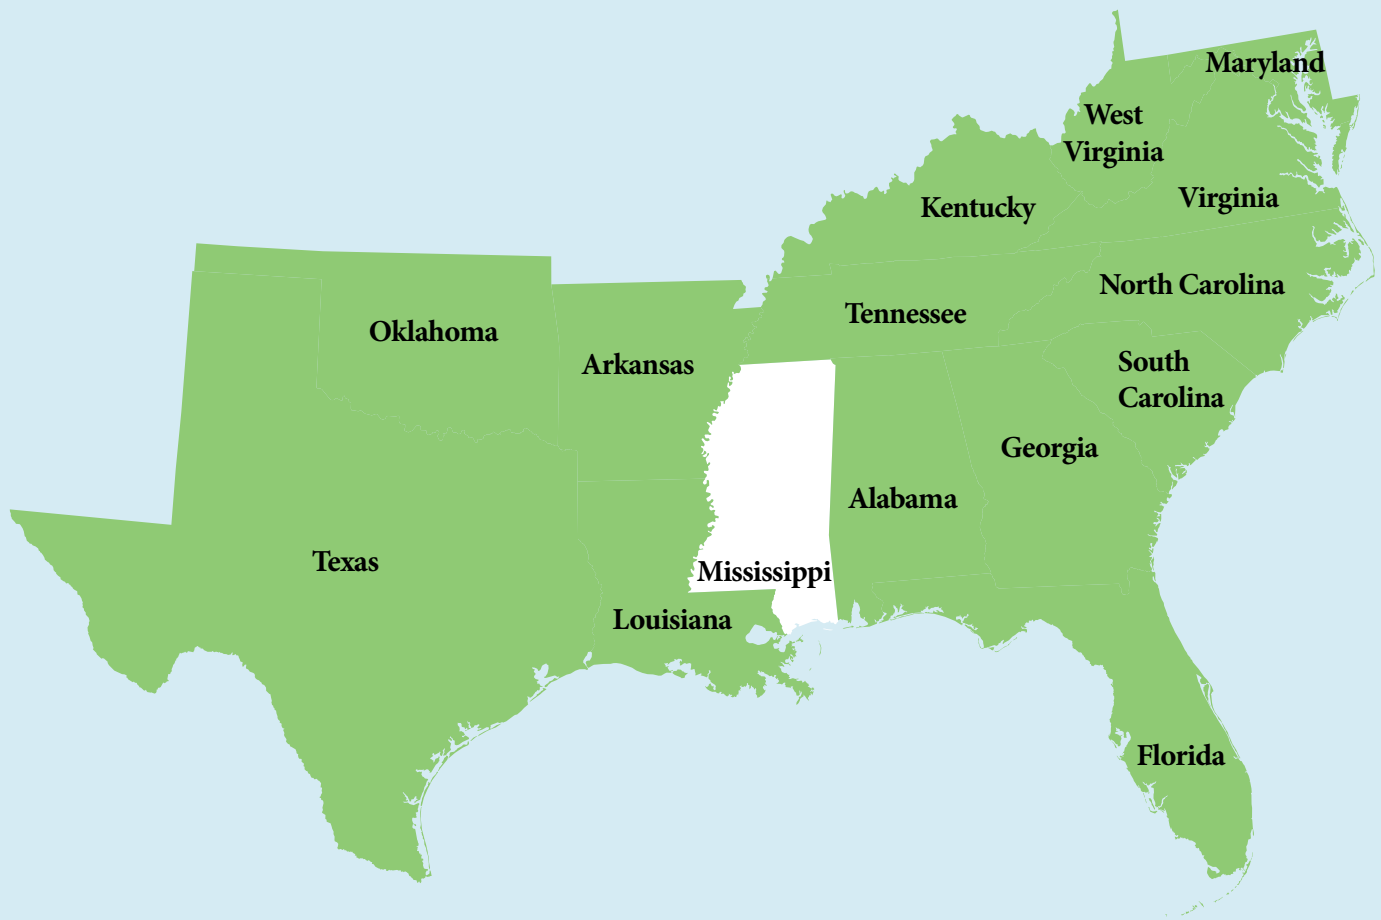 Maryland
West
Virginia
Virginia
Kentucky
North Carolina
Tennessee
Oklahoma
Arkansas
South
Carolina
Georgia
Alabama
Texas
Mississippi
Louisiana
Florida